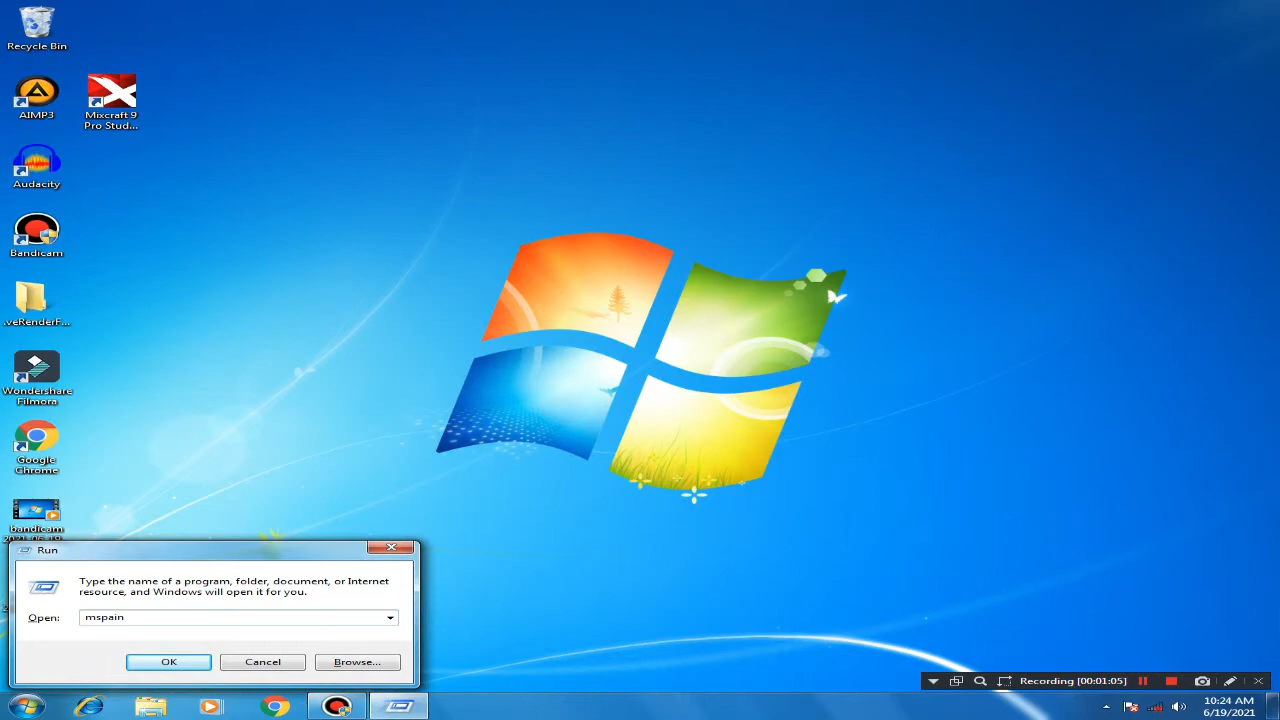 Recycle Bin
AIMP3
Mixcraft 9
Pro Stud...
Audacity
Bandicam
.veRenderF...
Wondershare
Filmora
Google
Chrome
bandicam
Run
Type the name of a program, folder, document, or Internet
resource, and Windows will open it for you.
Open: mspain
OK Cancel Browse...
Recording [00:01:05]
10:24 AM
6/19/2021